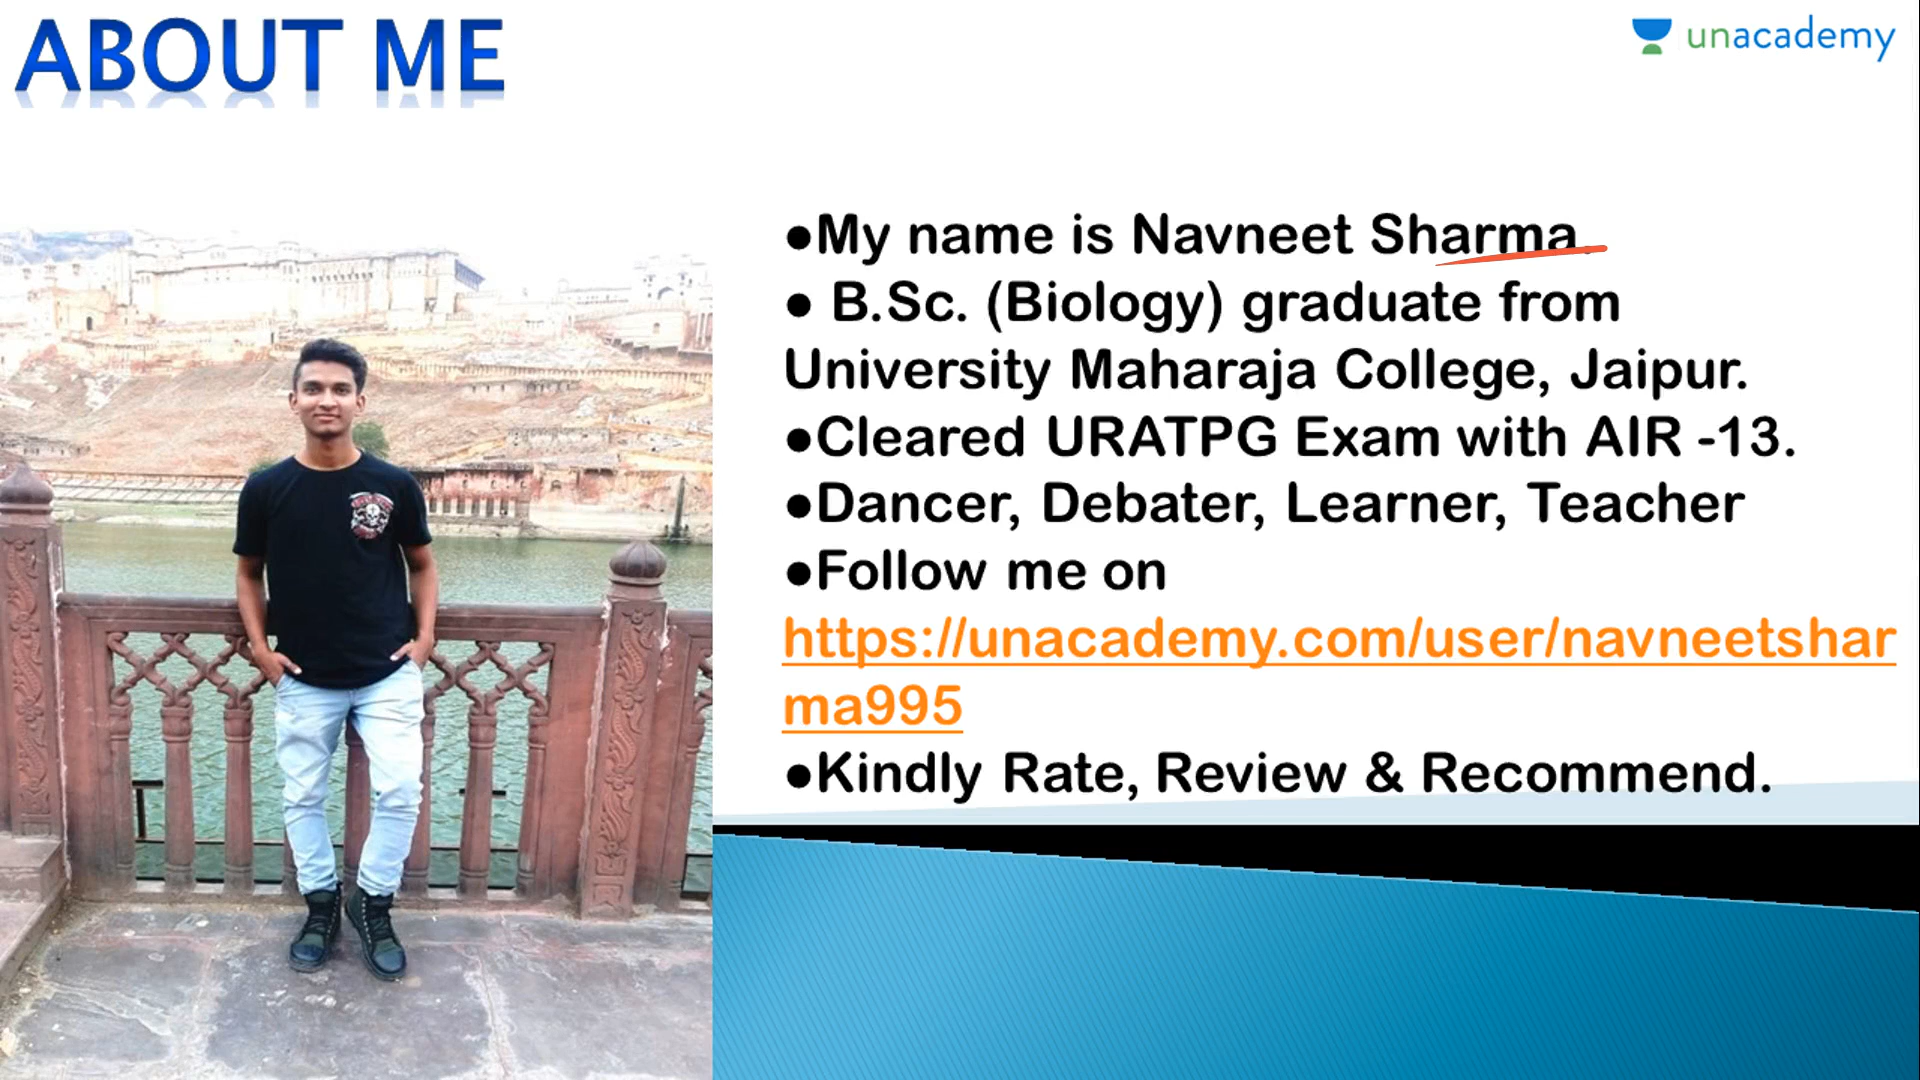 ABOUT ME
unacademy
●My name is Navneet Sharma.
● B.Sc. (Biology) graduate from
University Maharaja College, Jaipur.
●Cleared URATPG Exam with AIR -13.
●Dancer, Debater, Learner, Teacher
●Follow me on
https://unacademy.com/user/navneetshar
ma995
●Kindly Rate, Review & Recommend.